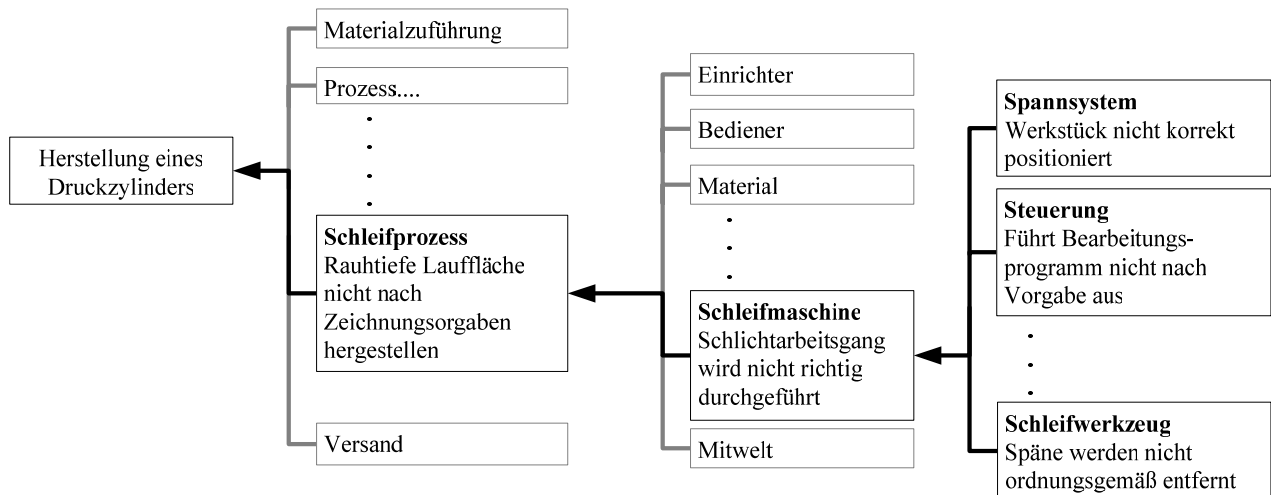 Herstellung eines
Druckzylinders
Materialzuführung
Prozess....
Schleifprozess
Rauhtiefe Lauffläche
nicht nach
Zeichnungsorgaben
hergestellen
Versand
Einrichter
Bediener
Material
Schleifmaschine
Schlichtarbeitsgang
wird nicht richtig
durchgeführt
Mitwelt
Spannsystem
Werkstück nicht korrekt
positioniert
Steuerung
Führt Bearbeitungs-
programm nicht nach
Vorgabe aus
Schleifwerkzeug
Späne werden nicht
ordnungsgemäß entfernt